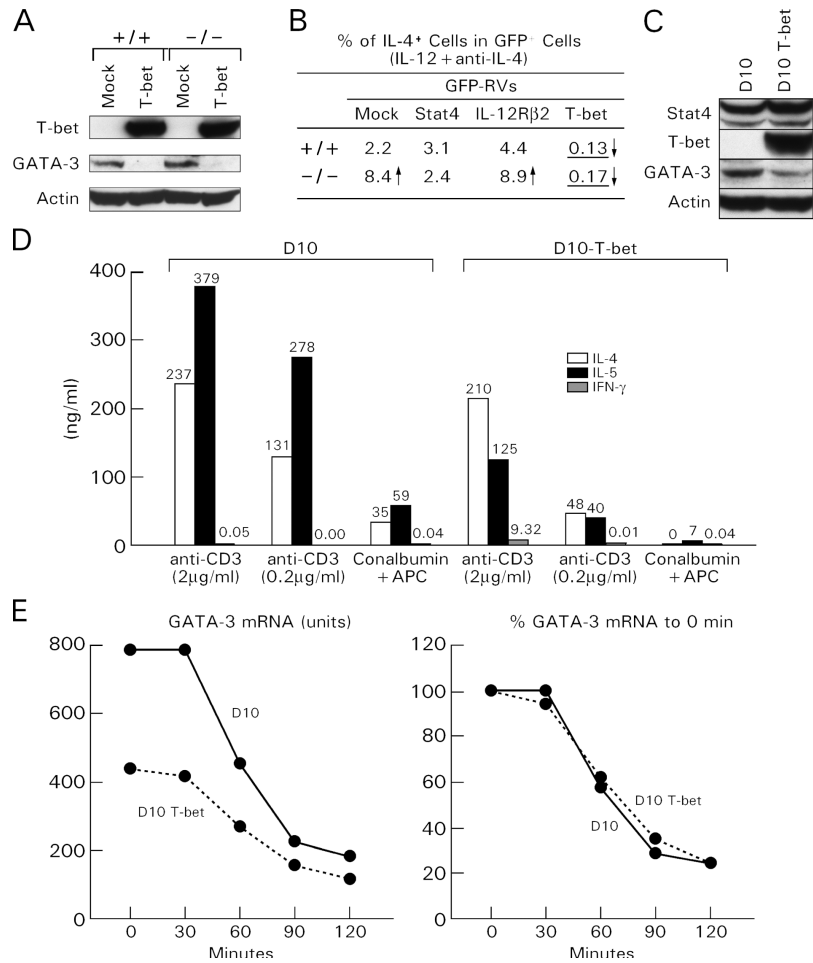 A
+/+ −/−
Mock T-bet Mock T-bet
T-bet
GATA-3
Actin
B
% of IL-4⁺ Cells in GFP⁺ Cells
(IL-12 + anti-IL-4)
GFP-RVs
Mock Stat4 IL-12Rβ2 T-bet
+/+ 2.2 3.1 4.4 0.13↓
−/− 8.4↑ 2.4 8.9↑ 0.17↓
C
D10 D10 T-bet
Stat4
T-bet
GATA-3
Actin
D
D10 D10-T-bet
(ng/ml)
400
300
200
100
0
237 379 0.05
131 278 0.00
35 59 0.04
210 125 9.32
48 40 0.01
0 7 0.04
IL-4
IL-5
IFN-γ
anti-CD3 anti-CD3 Conalbumin anti-CD3 anti-CD3 Conalbumin
(2μg/ml) (0.2μg/ml) + APC (2μg/ml) (0.2μg/ml) + APC
E
GATA-3 mRNA (units)
800
600
400
200
0
D10
D10 T-bet
0 30 60 90 120
Minutes
% GATA-3 mRNA to 0 min
120
100
80
60
40
20
0
D10 T-bet
D10
0 30 60 90 120
Minutes